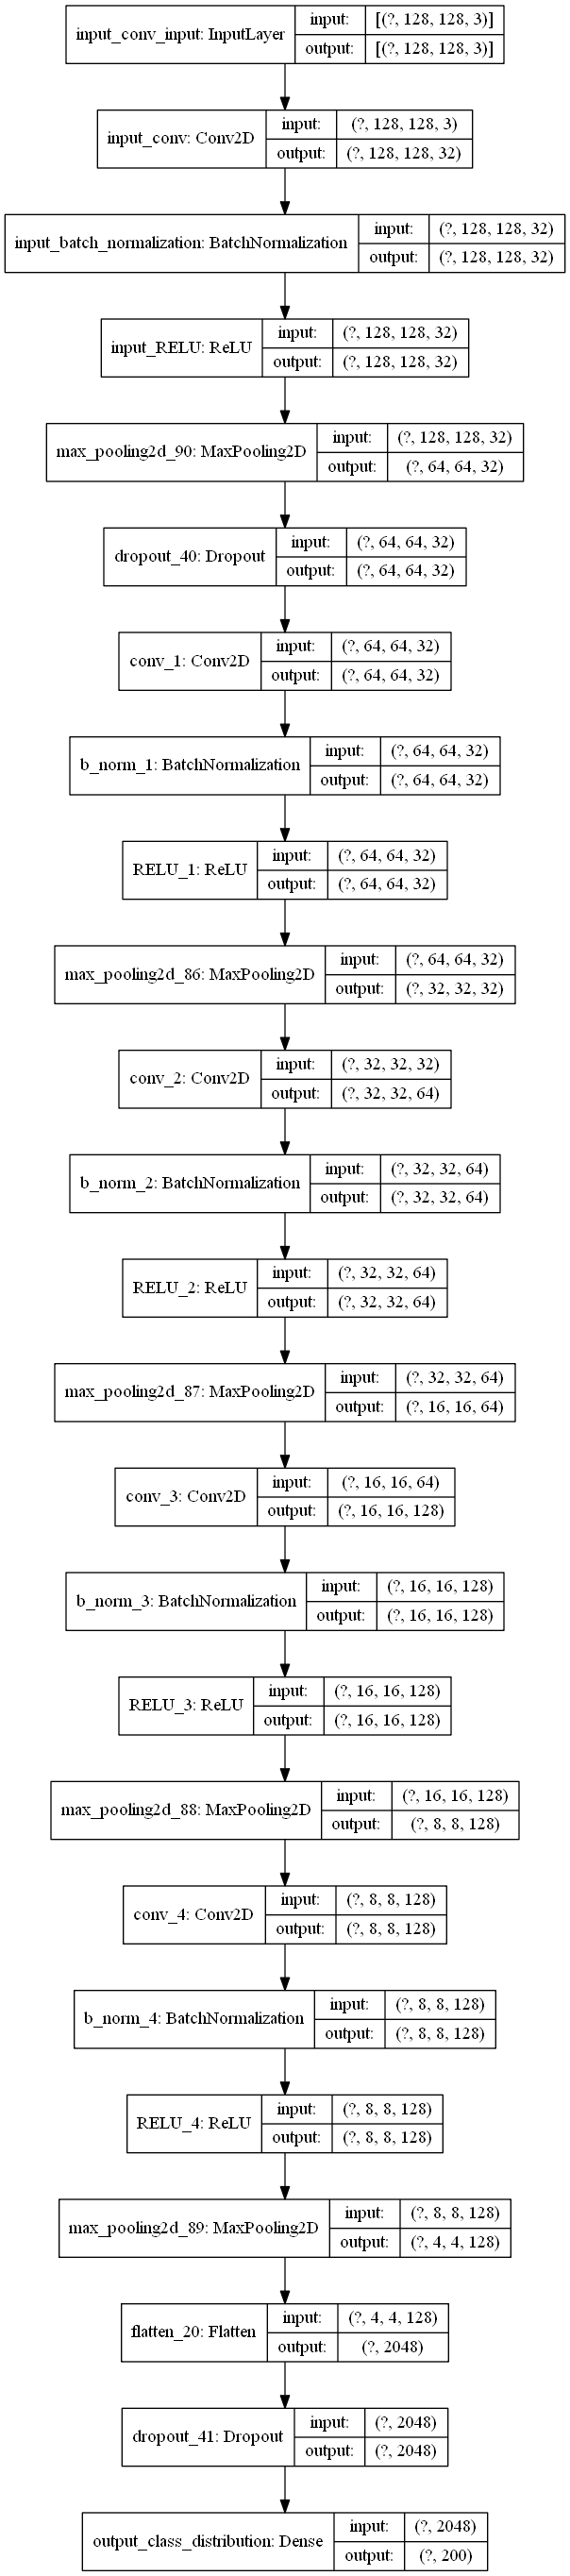 input_conv_input: InputLayer input: [(?, 128, 128, 3)]
output: [(?, 128, 128, 3)]
input_conv: Conv2D input: (?, 128, 128, 3)
output: (?, 128, 128, 32)
input_batch_normalization: BatchNormalization input: (?, 128, 128, 32)
output: (?, 128, 128, 32)
input_RELU: ReLU input: (?, 128, 128, 32)
output: (?, 128, 128, 32)
max_pooling2d_90: MaxPooling2D input: (?, 128, 128, 32)
output: (?, 64, 64, 32)
dropout_40: Dropout input: (?, 64, 64, 32)
output: (?, 64, 64, 32)
conv_1: Conv2D input: (?, 64, 64, 32)
output: (?, 64, 64, 32)
b_norm_1: BatchNormalization input: (?, 64, 64, 32)
output: (?, 64, 64, 32)
RELU_1: ReLU input: (?, 64, 64, 32)
output: (?, 64, 64, 32)
max_pooling2d_86: MaxPooling2D input: (?, 64, 64, 32)
output: (?, 32, 32, 32)
conv_2: Conv2D input: (?, 32, 32, 32)
output: (?, 32, 32, 64)
b_norm_2: BatchNormalization input: (?, 32, 32, 64)
output: (?, 32, 32, 64)
RELU_2: ReLU input: (?, 32, 32, 64)
output: (?, 32, 32, 64)
max_pooling2d_87: MaxPooling2D input: (?, 32, 32, 64)
output: (?, 16, 16, 64)
conv_3: Conv2D input: (?, 16, 16, 64)
output: (?, 16, 16, 128)
b_norm_3: BatchNormalization input: (?, 16, 16, 128)
output: (?, 16, 16, 128)
RELU_3: ReLU input: (?, 16, 16, 128)
output: (?, 16, 16, 128)
max_pooling2d_88: MaxPooling2D input: (?, 16, 16, 128)
output: (?, 8, 8, 128)
conv_4: Conv2D input: (?, 8, 8, 128)
output: (?, 8, 8, 128)
b_norm_4: BatchNormalization input: (?, 8, 8, 128)
output: (?, 8, 8, 128)
RELU_4: ReLU input: (?, 8, 8, 128)
output: (?, 8, 8, 128)
max_pooling2d_89: MaxPooling2D input: (?, 8, 8, 128)
output: (?, 4, 4, 128)
flatten_20: Flatten input: (?, 4, 4, 128)
output: (?, 2048)
dropout_41: Dropout input: (?, 2048)
output: (?, 2048)
output_class_distribution: Dense input: (?, 2048)
output: (?, 200)